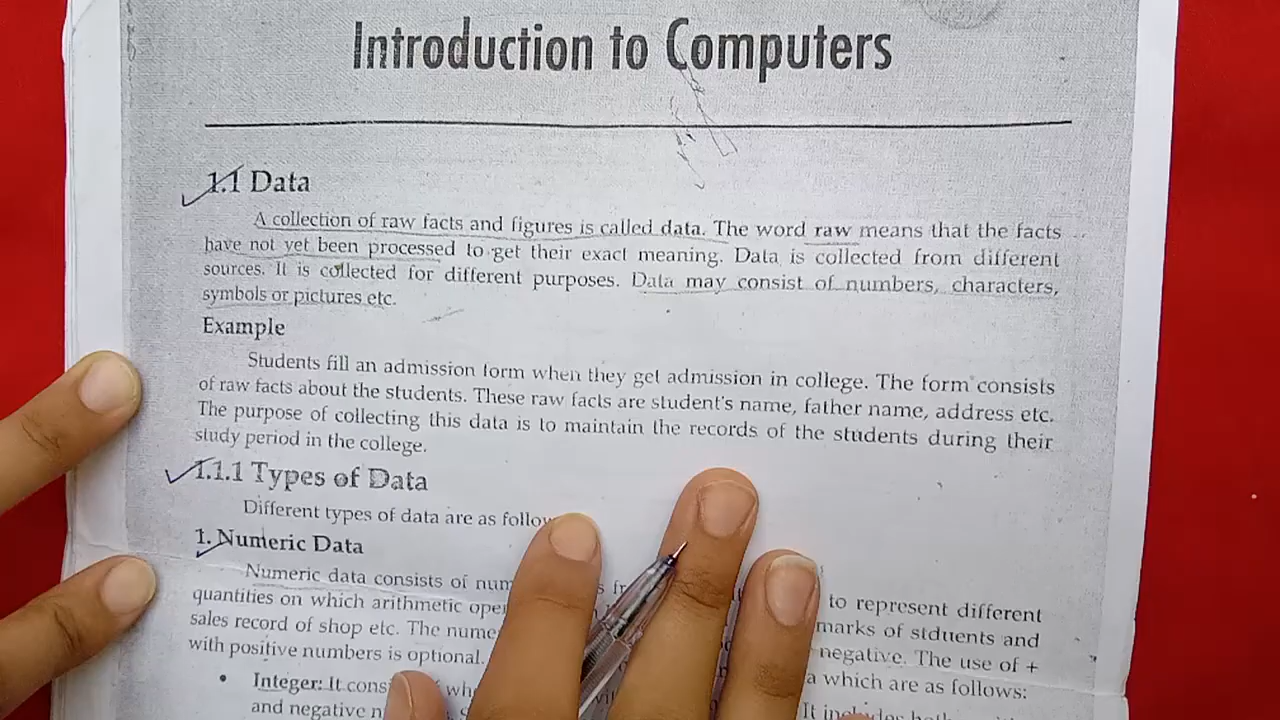 Introduction to Computers
1.1 Data
A collection of raw facts and figures is called data. The word raw means that the facts
have not yet been processed to get their exact meaning. Data is collected from different
sources. It is collected for different purposes. Data may consist of numbers, characters,
symbols or pictures etc.
Example
Students fill an admission form when they get admission in college. The form consists
of raw facts about the students. These raw facts are student's name, father name, address etc.
The purpose of collecting this data is to maintain the records of the students during their
study period in the college.
1.1.1 Types of Data
Different types of data are as
1. Numeric Data
Numeric data consists of to represent different
quantities on which arithmetic marks of stduents and
sales record of shop etc. The negative. The use of +
with positive numbers is optional. which are as follows:
Integer: It It includes both
and negative